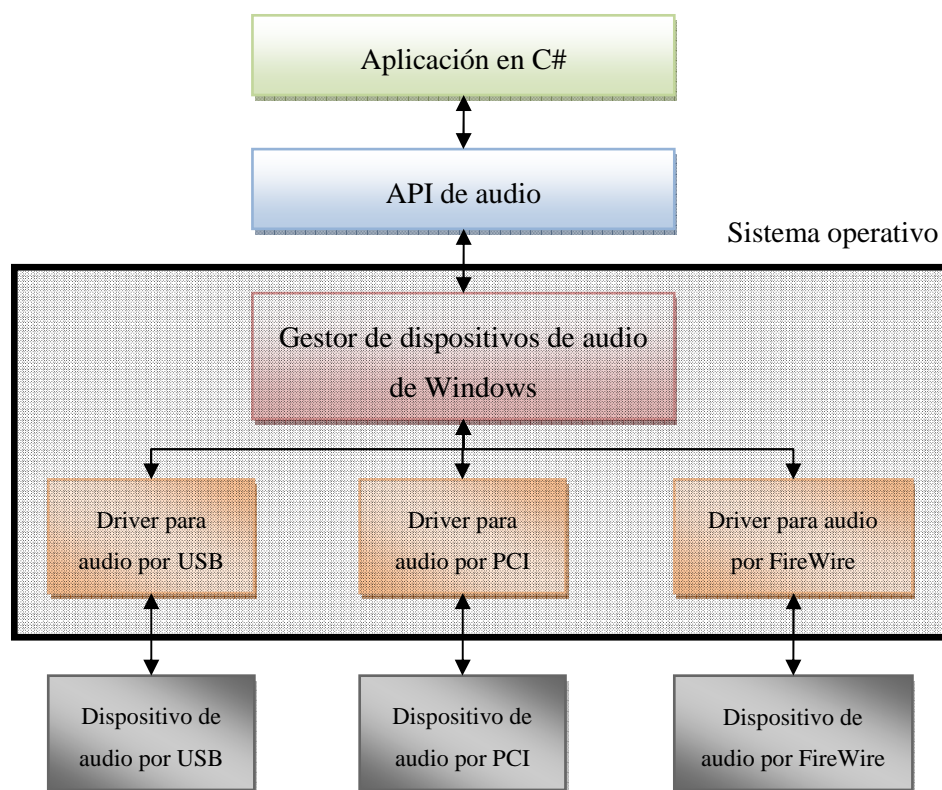 Aplicación en C#
API de audio
Sistema operativo
Gestor de dispositivos de audio
de Windows
Driver para
audio por USB
Driver para
audio por PCI
Driver para audio
por FireWire
Dispositivo de
audio por USB
Dispositivo de
audio por PCI
Dispositivo de
audio por FireWire